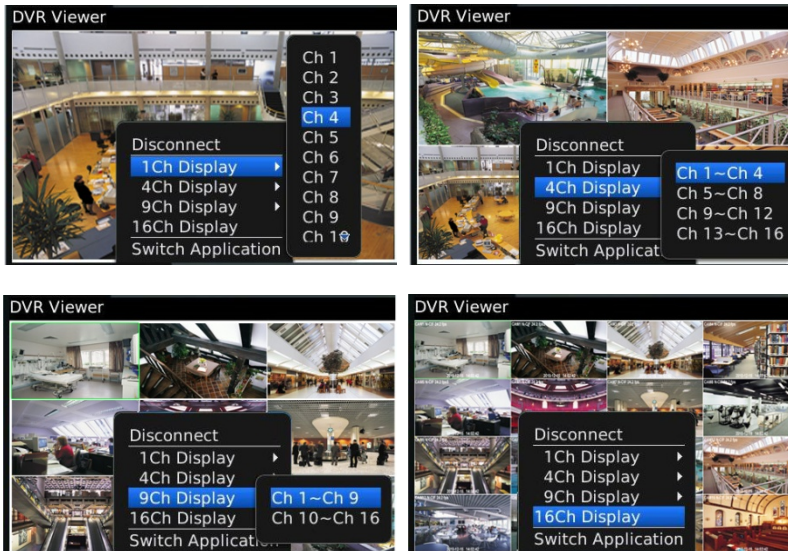 DVR Viewer
Disconnect
1Ch Display
4Ch Display
9Ch Display
16Ch Display
Switch Application
Ch 1
Ch 2
Ch 3
Ch 4
Ch 5
Ch 6
Ch 7
Ch 8
Ch 9
DVR Viewer
Disconnect
1Ch Display
4Ch Display
9Ch Display
16Ch Display
Switch Applicat
Ch 1~Ch 4
Ch 5~Ch 8
Ch 9~Ch 12
Ch 13~Ch 16
DVR Viewer
Disconnect
1Ch Display
4Ch Display
9Ch Display
16Ch Display
Switch Applicat
Ch 1~Ch 9
Ch 10~Ch 16
DVR Viewer
Disconnect
1Ch Display
4Ch Display
9Ch Display
16Ch Display
Switch Application